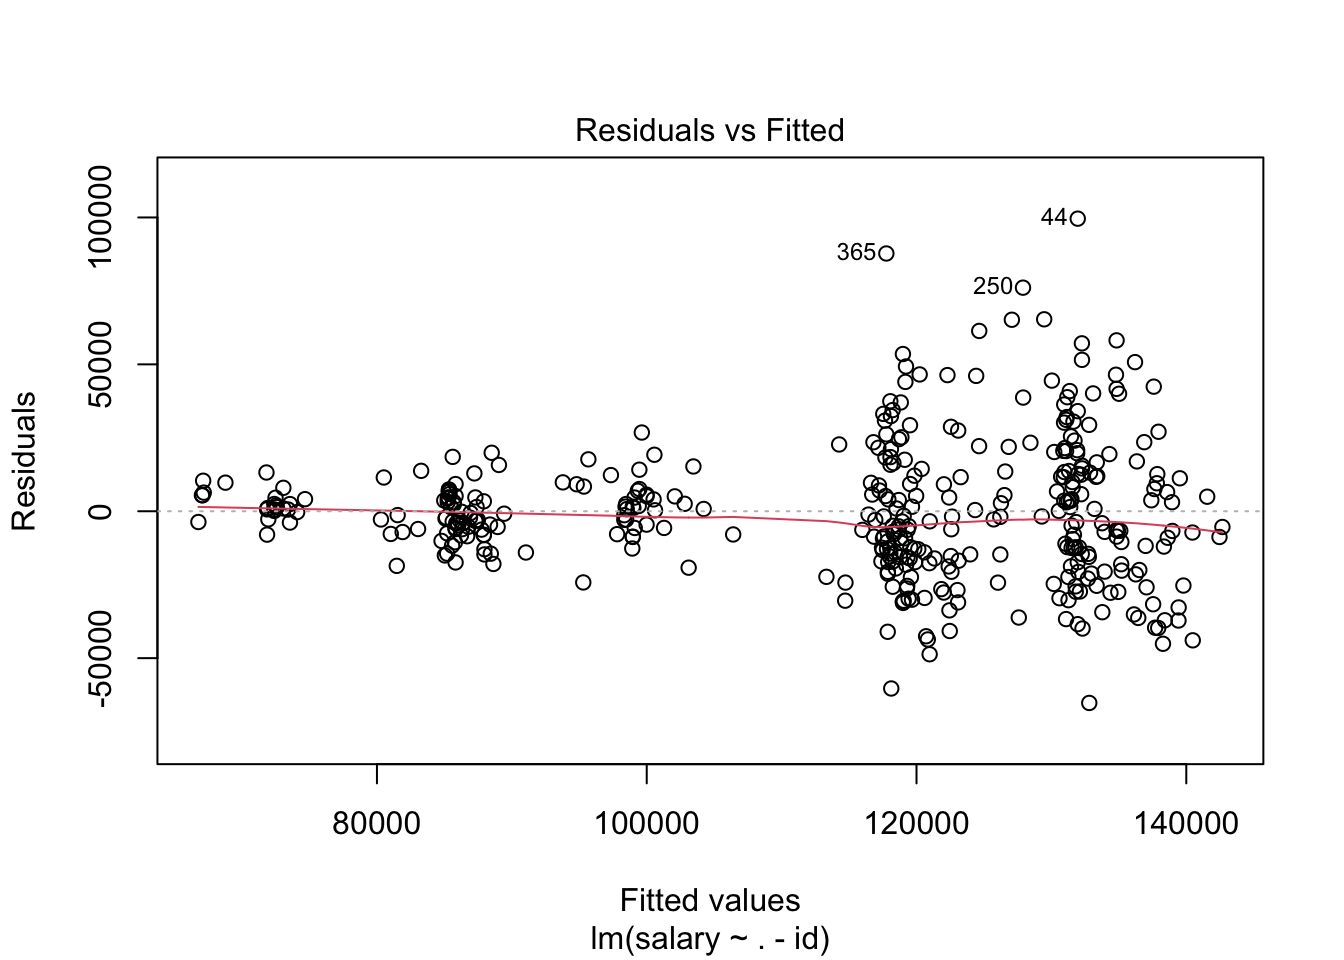 Residuals vs Fitted
Residuals
100000
50000
0
-50000
44
365
250
80000 100000 120000 140000
Fitted values
lm(salary ~ . - id)